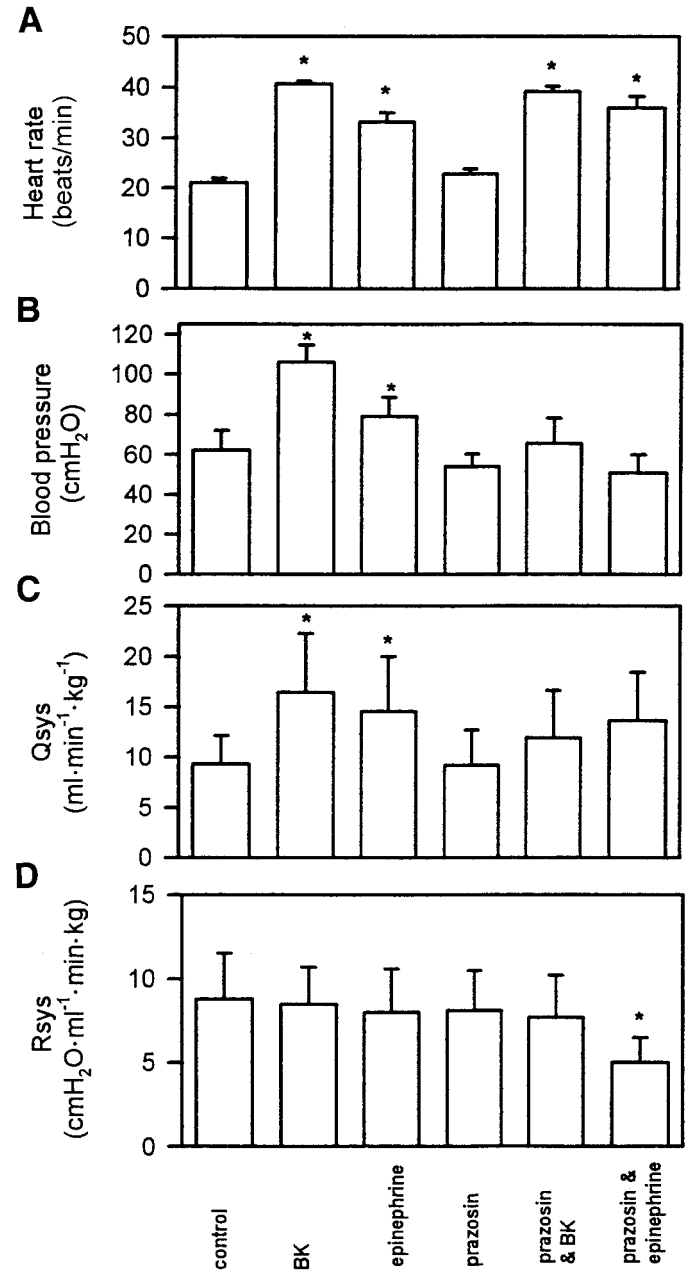 A
Heart rate
(beats/min)
50
40
30
20
10
0
*
*
*
*
B
Blood pressure
(cmH₂O)
120
100
80
60
40
20
0
*
*
C
Qsys
(ml·min⁻¹·kg⁻¹)
25
20
15
10
5
0
*
*
D
Rsys
(cmH₂O·ml⁻¹·min·kg)
15
10
5
0
*
control
BK
epinephrine
prazosin
prazosin
& BK
prazosin &
epinephrine